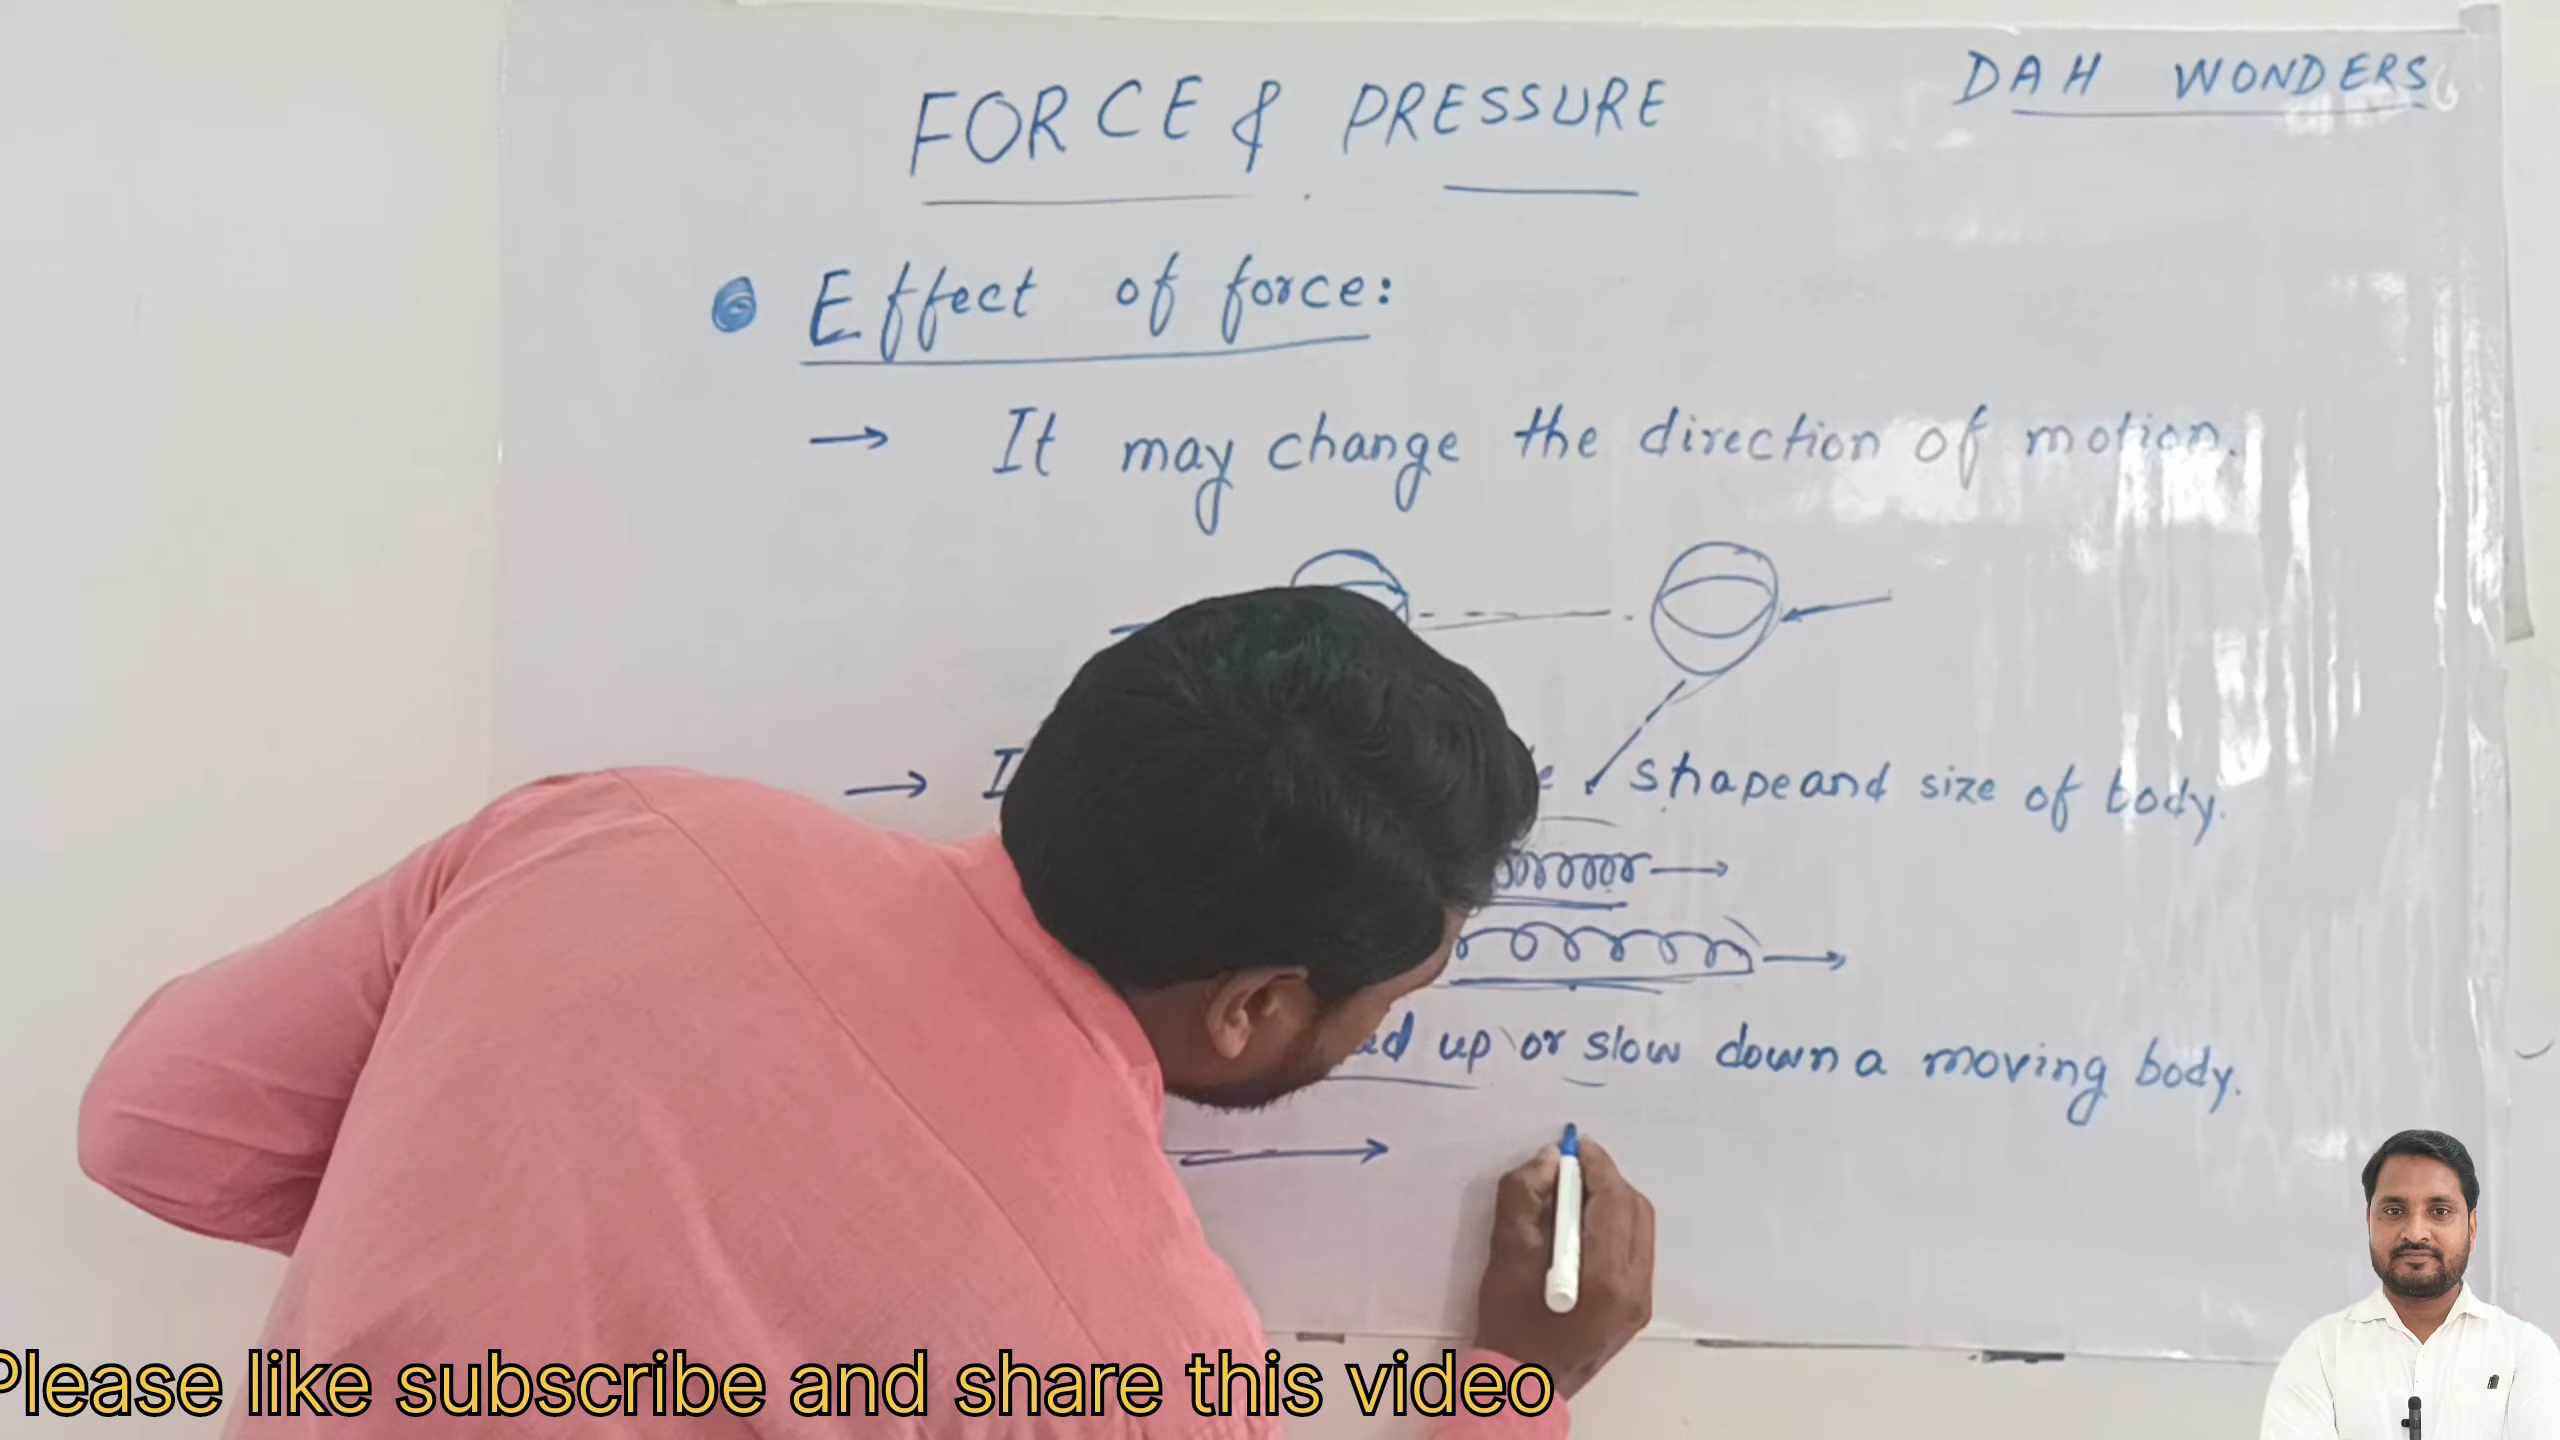 DAH WONDERS
FORCE & PRESSURE
Effect of force:
→ It may change the direction of motion.
→ shape and size of body.
up or slow down a moving body.
Please like subscribe and share this video